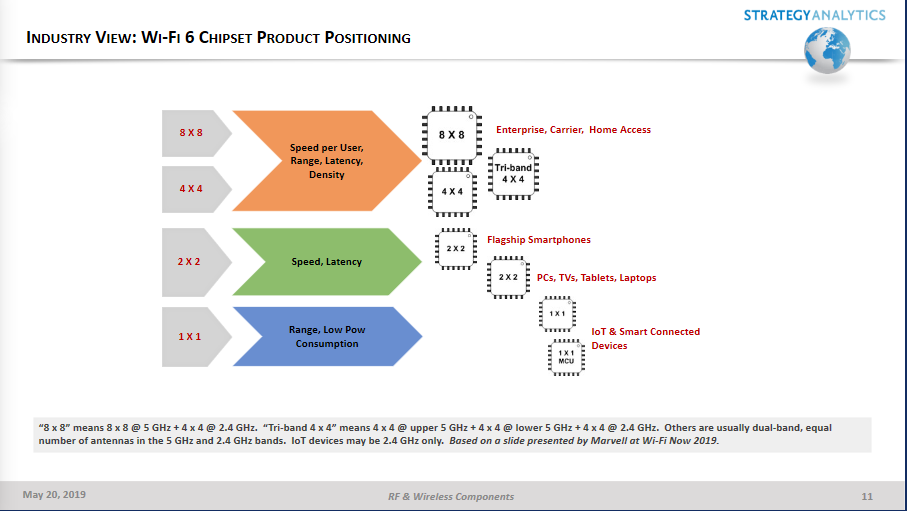 STRATEGYANALYTICS
INDUSTRY VIEW: WI-FI 6 CHIPSET PRODUCT POSITIONING
8 X 8
4 X 4
Speed per User,
Range, Latency,
Density
8 X 8
Enterprise, Carrier, Home Access
Tri-band
4 X 4
4 X 4
2 X 2
Speed, Latency
2 X 2
Flagship Smartphones
2 X 2
PCs, TVs, Tablets, Laptops
1 X 1
Range, Low Pow
Consumption
1 X 1
IoT & Smart Connected
Devices
1 X 1
MCU
“8 x 8” means 8 x 8 @ 5 GHz + 4 x 4 @ 2.4 GHz. “Tri-band 4 x 4” means 4 x 4 @ upper 5 GHz + 4 x 4 @ lower 5 GHz + 4 x 4 @ 2.4 GHz. Others are usually dual-band, equal
number of antennas in the 5 GHz and 2.4 GHz bands. IoT devices may be 2.4 GHz only. Based on a slide presented by Marvell at Wi-Fi Now 2019.
May 20, 2019
RF & Wireless Components
11